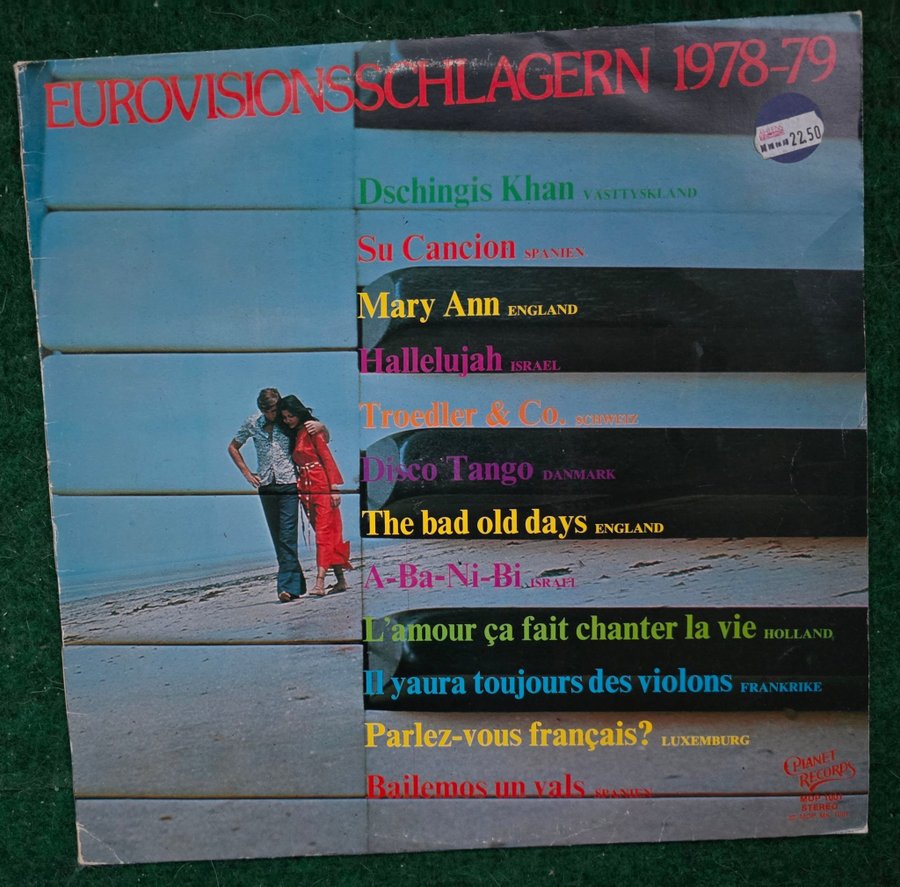 EUROVISIONSSCHLAGERN 1978-79
22.50
Dschingis Khan VÄSTTYSKLAND
Su Cancion SPANIEN
Mary Ann ENGLAND
Hallelujah ISRAEL
Troedler & Co. SCHWEIZ
Disco Tango DANMARK
The bad old days ENGLAND
A-Ba-Ni-Bi ISRAEL
L'amour ça fait chanter la vie HOLLAND
Il yaura toujours des violons FRANKRIKE
Parlez-vous français? LUXEMBURG
Bailemos un vals SPANIEN
PLANET
RECORDS
STEREO